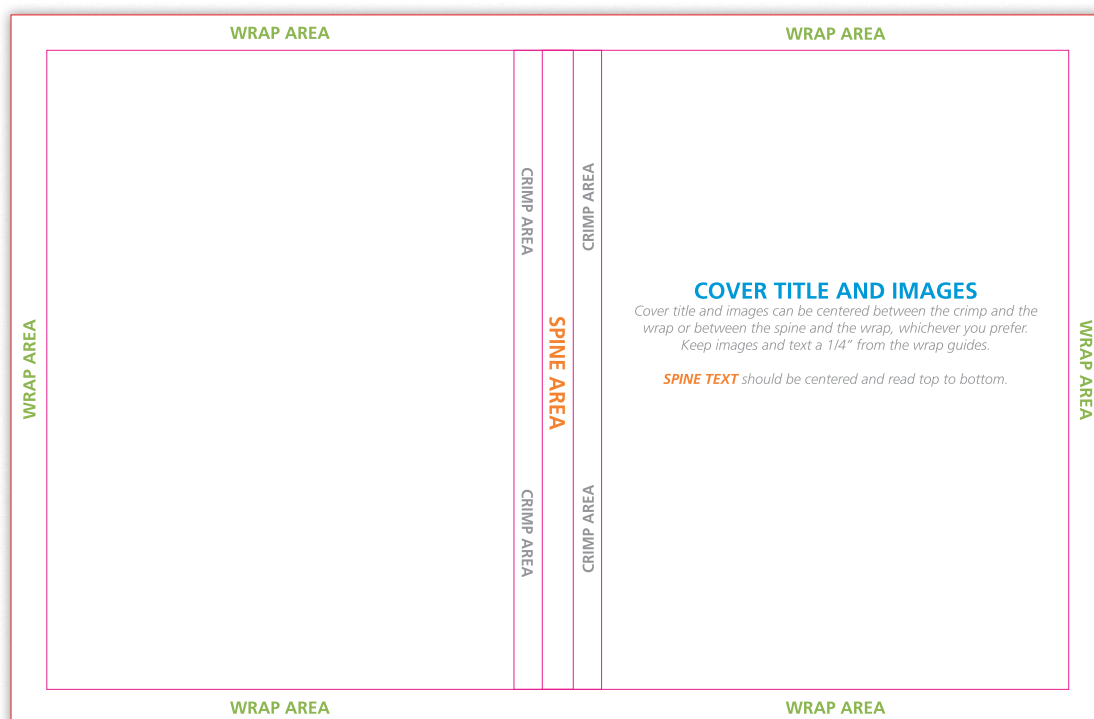 WRAP AREA
WRAP AREA
WRAP AREA
CRIMP AREA
CRIMP AREA
SPINE AREA
CRIMP AREA
CRIMP AREA
COVER TITLE AND IMAGES
Cover title and images can be centered between the crimp and the
wrap or between the spine and the wrap, whichever you prefer.
Keep images and text a 1/4” from the wrap guides.
SPINE TEXT should be centered and read top to bottom.
WRAP AREA
WRAP AREA
WRAP AREA